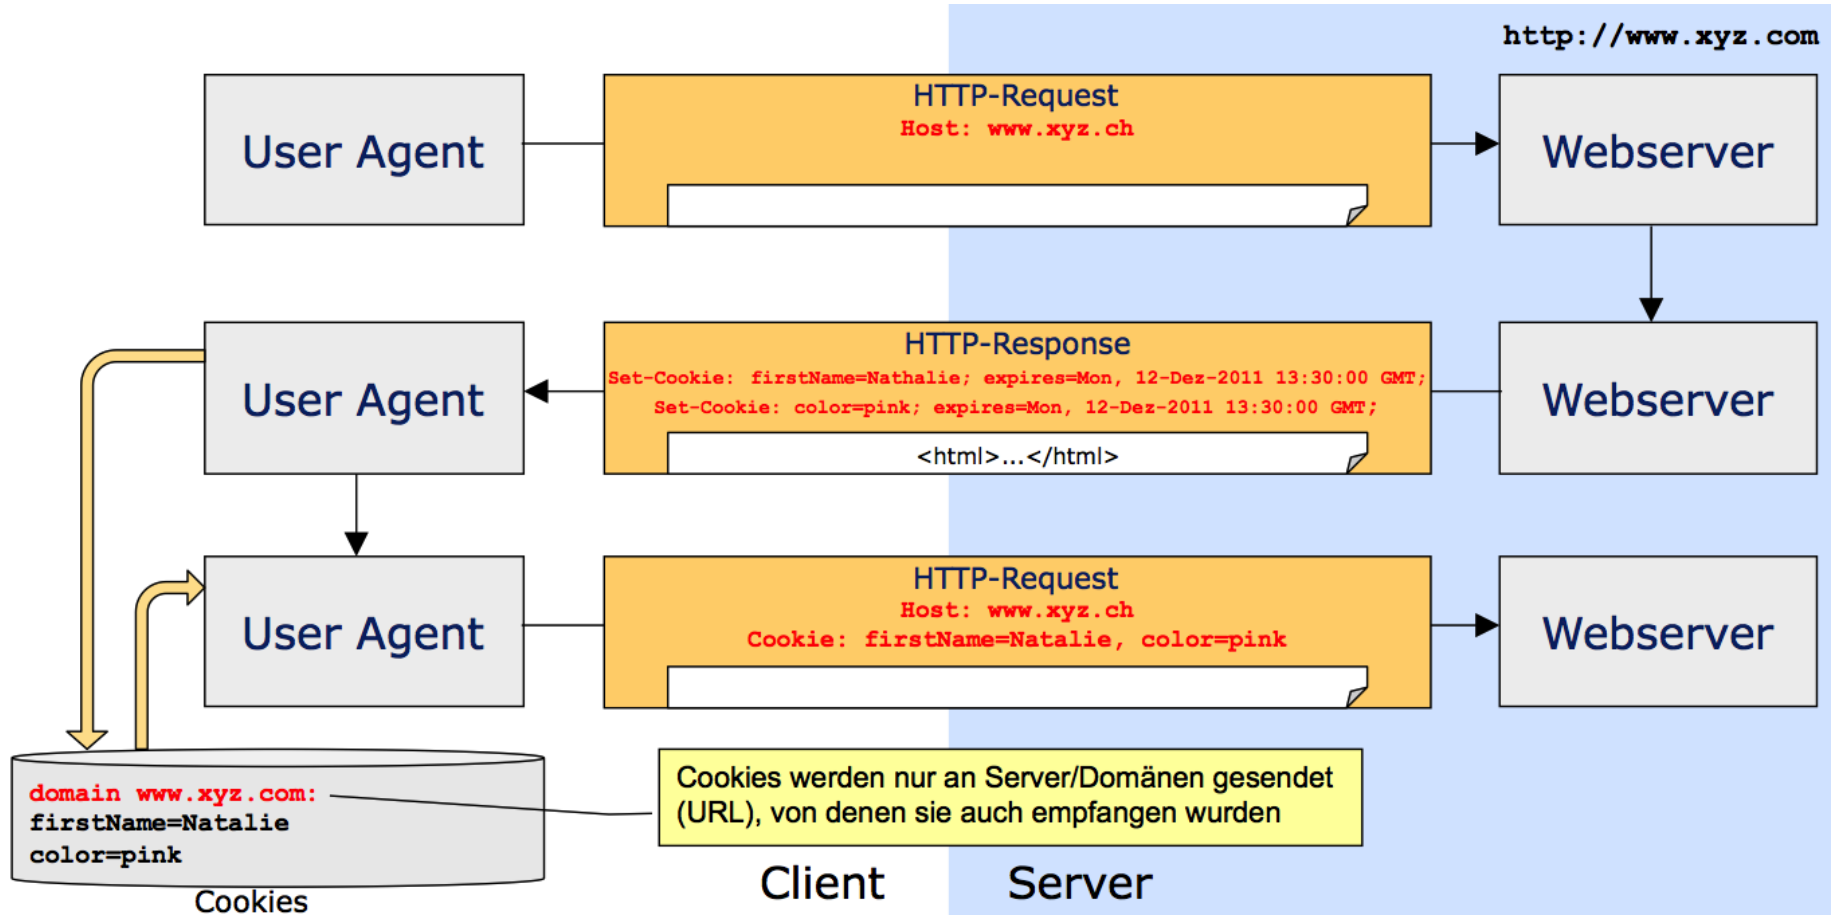 http://www.xyz.com
User Agent
HTTP-Request
Host: www.xyz.ch
Webserver
User Agent
HTTP-Response
Set-Cookie: firstName=Nathalie; expires=Mon, 12-Dez-2011 13:30:00 GMT;
Set-Cookie: color=pink; expires=Mon, 12-Dez-2011 13:30:00 GMT;
<html>...</html>
Webserver
User Agent
HTTP-Request
Host: www.xyz.ch
Cookie: firstName=Natalie, color=pink
Webserver
domain www.xyz.com:
firstName=Natalie
color=pink
Cookies
Cookies werden nur an Server/Domänen gesendet
(URL), von denen sie auch empfangen wurden
Client
Server